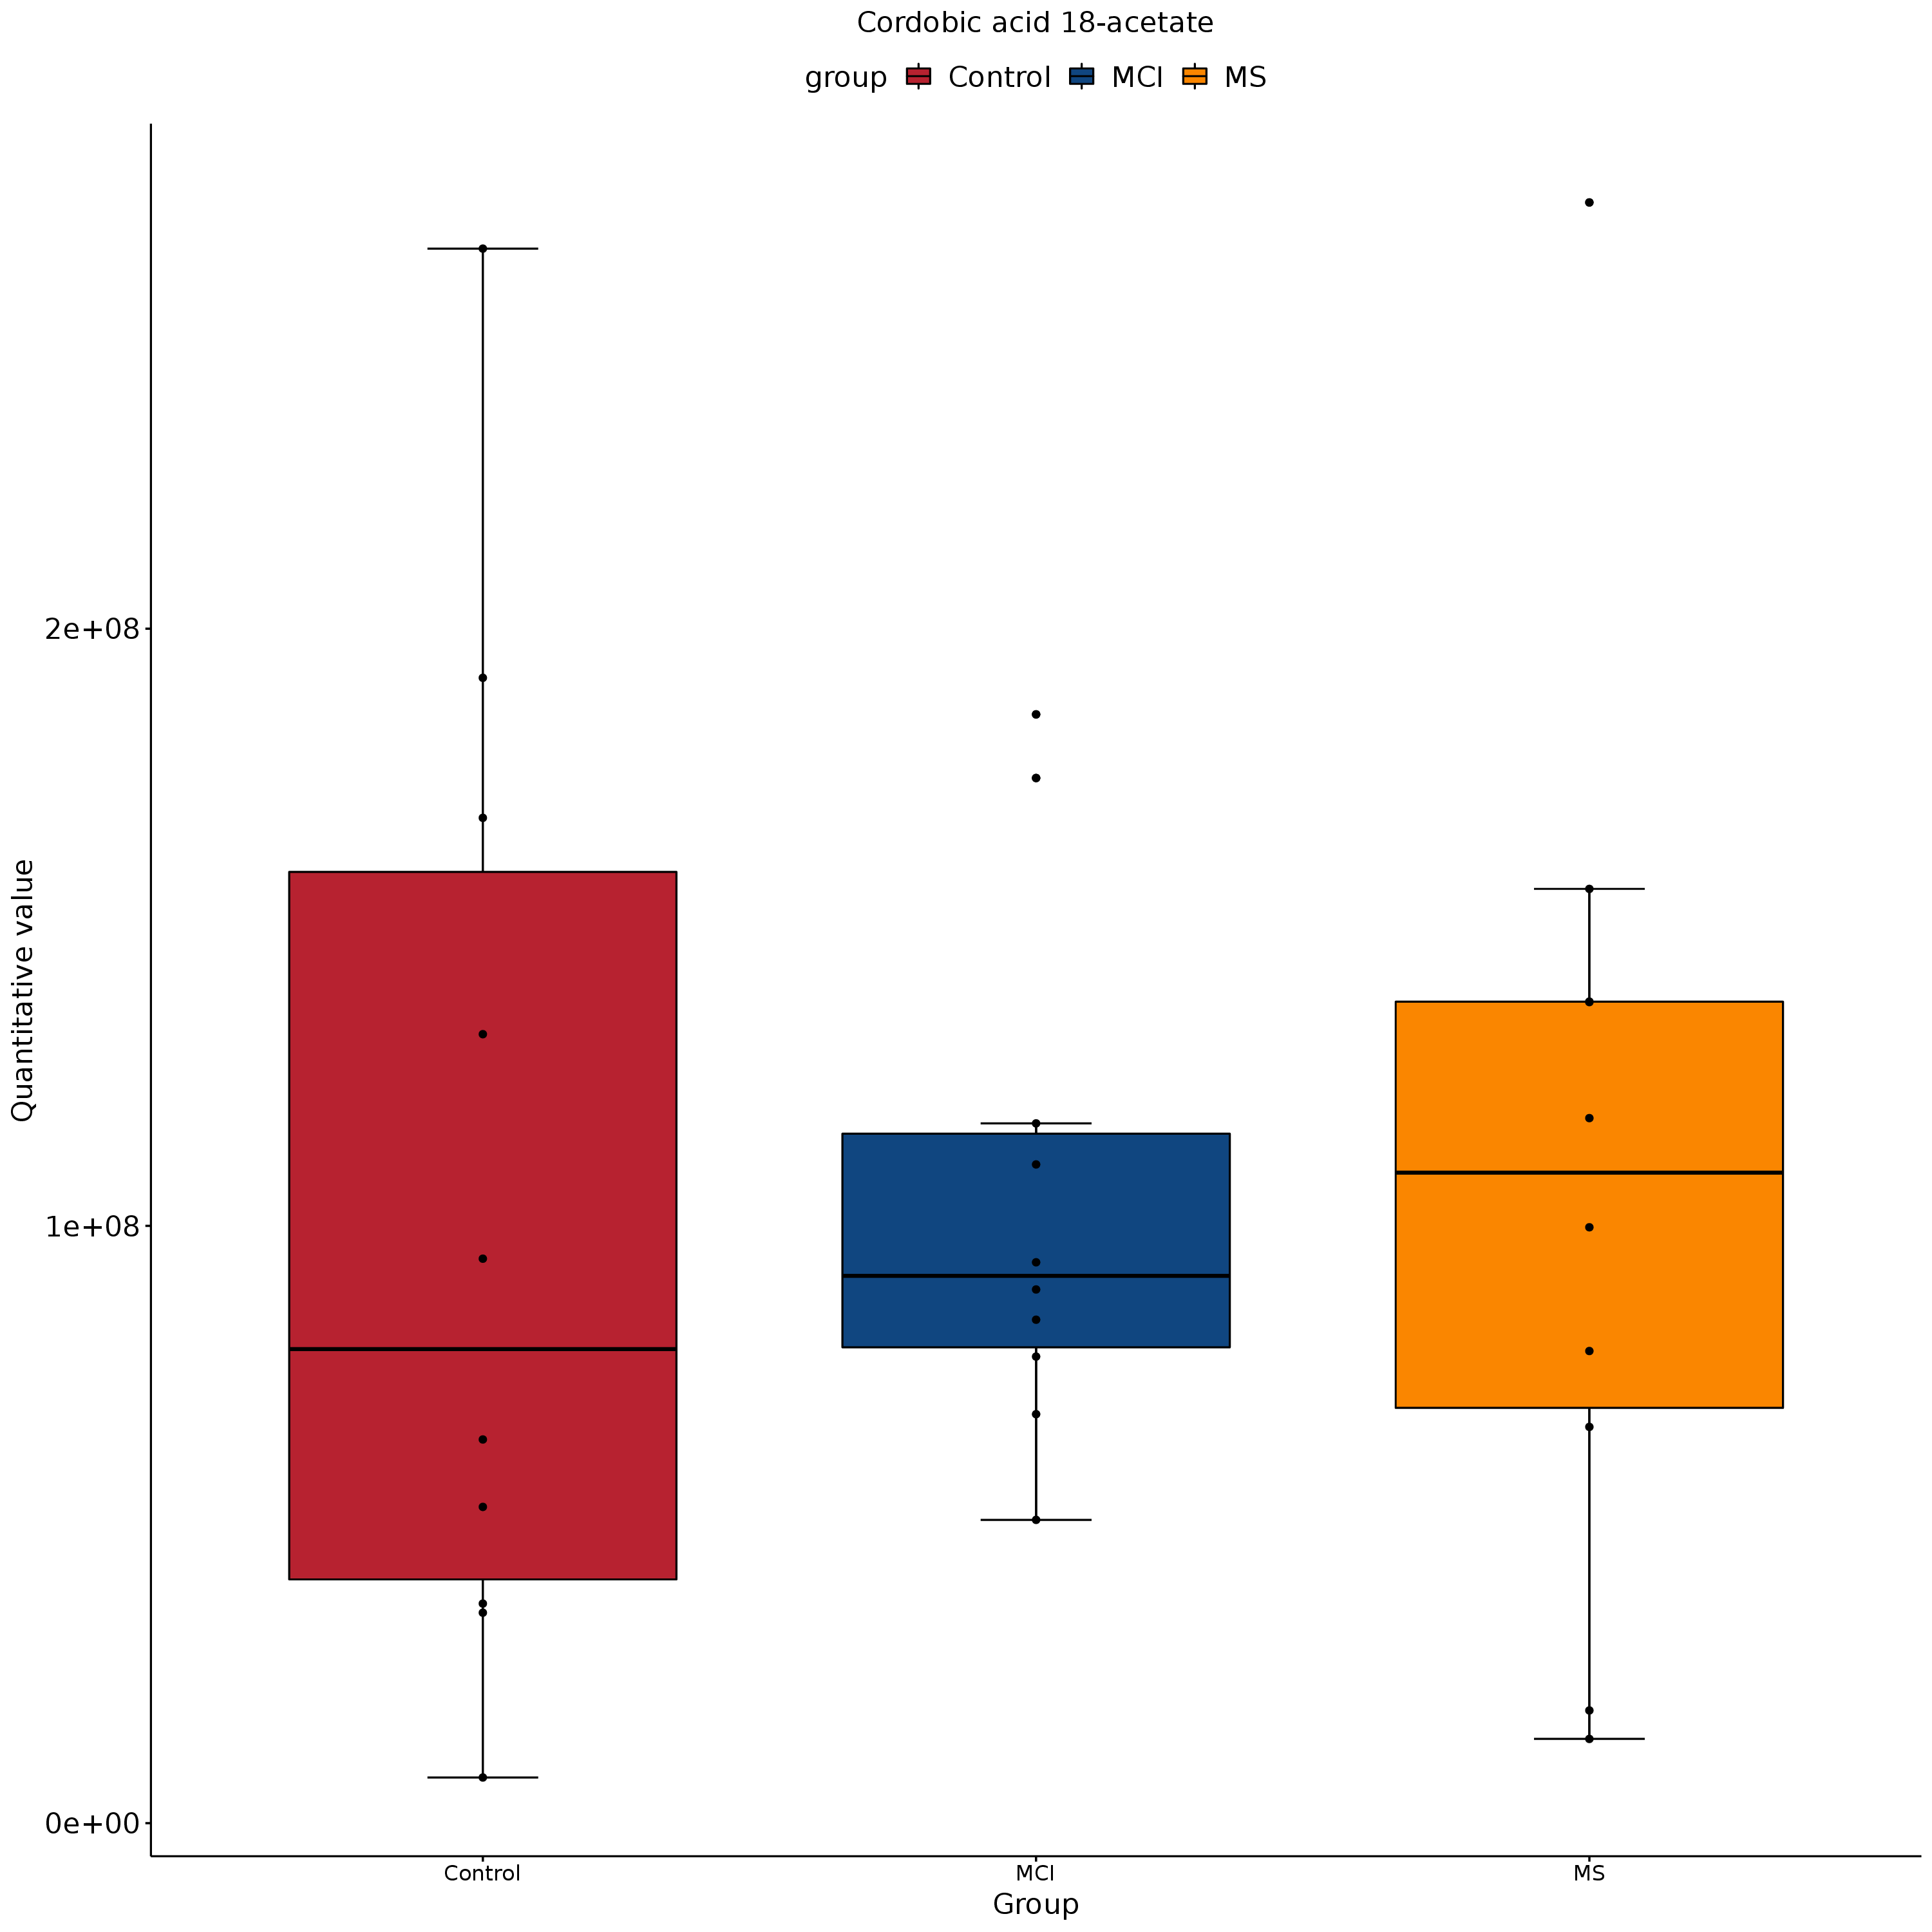 Cordobic acid 18-acetate
group Control MCI MS
Quantitative value
2e+08
1e+08
0e+00
Control MCI MS
Group